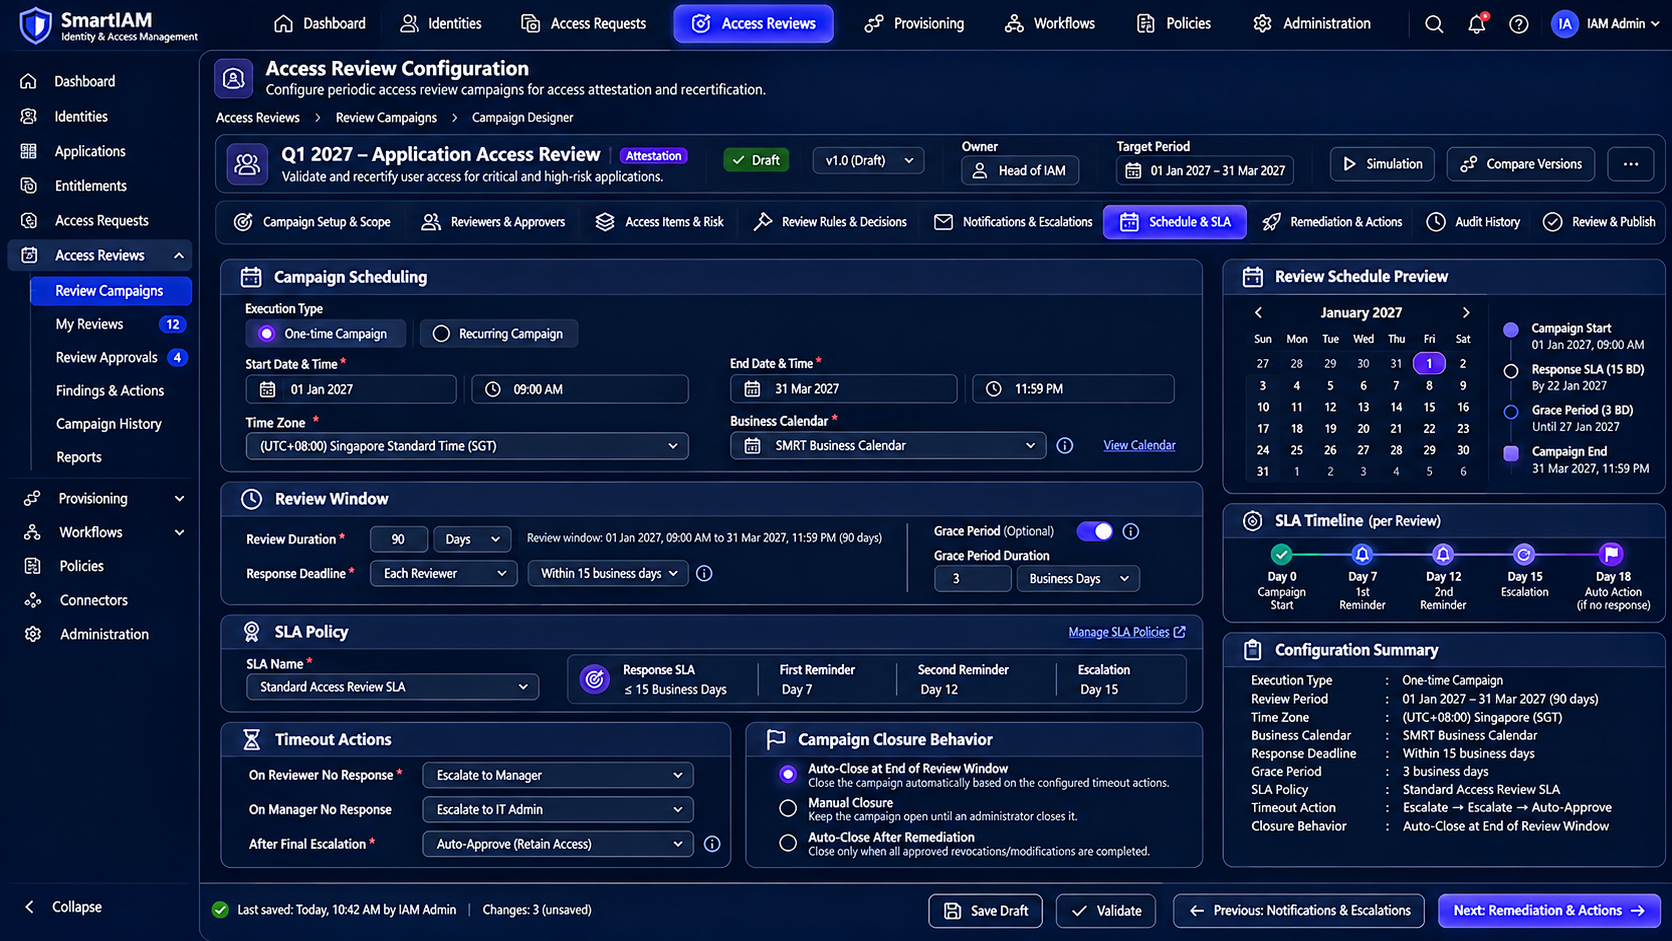 SmartIAM
Identity & Access Management
Dashboard
Identities
Access Requests
Access Reviews
Provisioning
Workflows
Policies
Administration
IA
IAM Admin
Dashboard
Identities
Applications
Entitlements
Access Requests
Access Reviews
Review Campaigns
My Reviews 12
Review Approvals 4
Findings & Actions
Campaign History
Reports
Provisioning
Workflows
Policies
Connectors
Administration
Collapse
Access Review Configuration
Configure periodic access review campaigns for access attestation and recertification.
Access Reviews > Review Campaigns > Campaign Designer
Q1 2027 – Application Access Review
Attestation
Validate and recertify user access for critical and high-risk applications.
Draft
v1.0 (Draft)
Owner
Head of IAM
Target Period
01 Jan 2027 – 31 Mar 2027
Simulation
Compare Versions
...
Campaign Setup & Scope
Reviewers & Approvers
Access Items & Risk
Review Rules & Decisions
Notifications & Escalations
Schedule & SLA
Remediation & Actions
Audit History
Review & Publish
Campaign Scheduling
Execution Type
One-time Campaign
Recurring Campaign
Start Date & Time *
01 Jan 2027
09:00 AM
End Date & Time *
31 Mar 2027
11:59 PM
Time Zone *
(UTC+08:00) Singapore Standard Time (SGT)
Business Calendar *
SMRT Business Calendar
View Calendar
Review Window
Review Duration *
90
Days
Review window: 01 Jan 2027, 09:00 AM to 31 Mar 2027, 11:59 PM (90 days)
Response Deadline *
Each Reviewer
Within 15 business days
Grace Period (Optional)
Grace Period Duration
3
Business Days
SLA Policy
Manage SLA Policies
SLA Name *
Standard Access Review SLA
Response SLA
≤ 15 Business Days
First Reminder
Day 7
Second Reminder
Day 12
Escalation
Day 15
Timeout Actions
On Reviewer No Response *
Escalate to Manager
On Manager No Response
Escalate to IT Admin
After Final Escalation *
Auto-Approve (Retain Access)
Campaign Closure Behavior
Auto-Close at End of Review Window
Close the campaign automatically based on the configured timeout actions.
Manual Closure
Keep the campaign open until an administrator closes it.
Auto-Close After Remediation
Close only when all approved revocations/modifications are completed.
Review Schedule Preview
January 2027
Sun Mon Tue Wed Thu Fri Sat
27 28 29 30 31 1 2
3 4 5 6 7 8 9
10 11 12 13 14 15 16
17 18 19 20 21 22 23
24 25 26 27 28 29 30
31 1 2 3 4 5 6
Campaign Start
01 Jan 2027, 09:00 AM
Response SLA (15 BD)
By 22 Jan 2027
Grace Period (3 BD)
Until 27 Jan 2027
Campaign End
31 Mar 2027, 11:59 PM
SLA Timeline (per Review)
Day 0
Campaign
Start
Day 7
1st
Reminder
Day 12
2nd
Reminder
Day 15
Escalation
Day 18
Auto Action
(if no response)
Configuration Summary
Execution Type : One-time Campaign
Review Period : 01 Jan 2027 – 31 Mar 2027 (90 days)
Time Zone : (UTC+08:00) Singapore (SGT)
Business Calendar : SMRT Business Calendar
Response Deadline : Within 15 business days
Grace Period : 3 business days
SLA Policy : Standard Access Review SLA
Timeout Action : Escalate → Escalate → Auto-Approve
Closure Behavior : Auto-Close at End of Review Window
Last saved: Today, 10:42 AM by IAM Admin | Changes: 3 (unsaved)
Save Draft
Validate
← Previous: Notifications & Escalations
Next: Remediation & Actions →